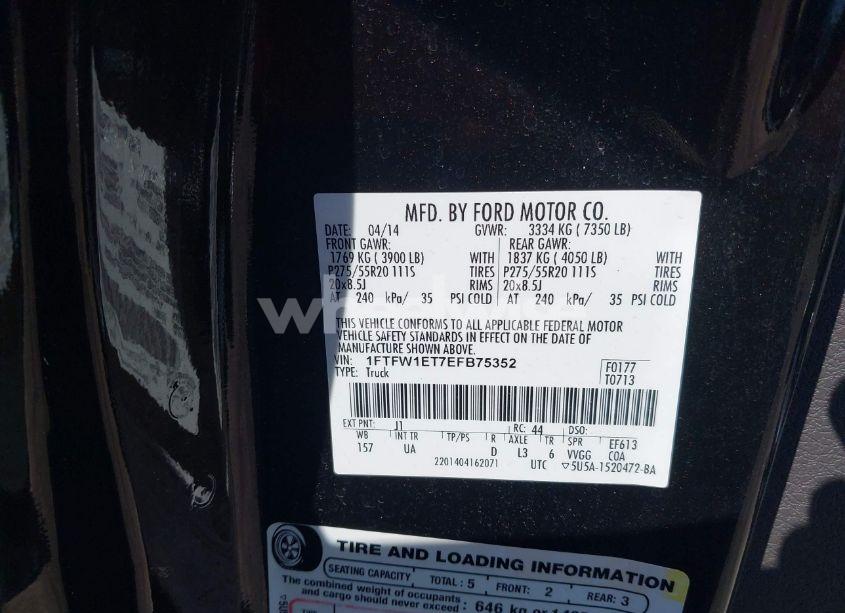 MFD. BY FORD MOTOR CO.
DATE: 04/14 GVWR: 3334 KG ( 7350 LB)
FRONT GAWR: REAR GAWR:
1769 KG ( 3900 LB) WITH 1837 KG ( 4050 LB) WITH
P275/55R20 111S TIRES P275/55R20 111S TIRES
20x8.5J RIMS 20x8.5J RIMS
AT 240 kPa/ 35 PSI COLD AT 240 kPa/ 35 PSI COLD
THIS VEHICLE CONFORMS TO ALL APPLICABLE FEDERAL MOTOR
VEHICLE SAFETY STANDARDS IN EFFECT ON THE DATE OF
MANUFACTURE SHOWN ABOVE.
VIN: 1FTFW1ET7EFB75352 F0177
TYPE: Truck T0713
EXT PNT: J1 RC: 44 DSO:
WB INT TR TP/PS R AXLE TR SPR EF613
157 UA D L3 6 VVGG COA
2201404162071 UTC ▽5U5A-1520472-BA
TIRE AND LOADING INFORMATION
SEATING CAPACITY TOTAL : 5 FRONT: 2 REAR: 3
The combined weight of occupants
and cargo should never exceed : 646 kg or